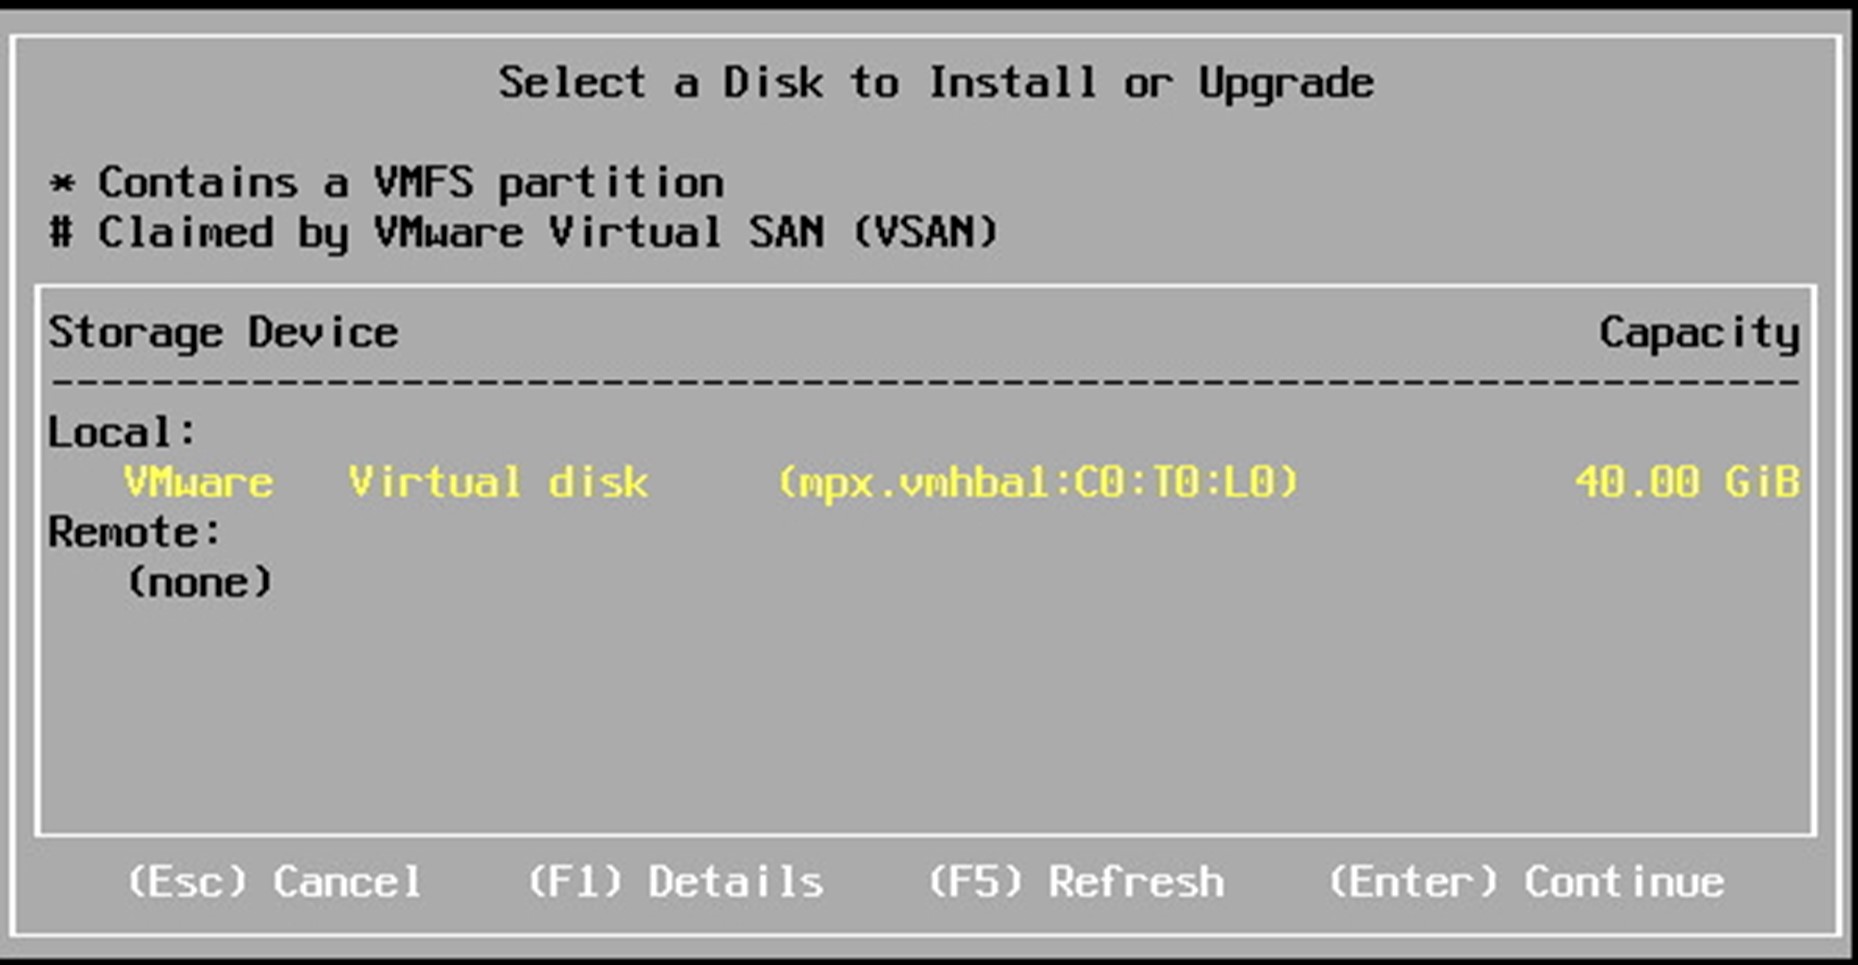 Select a Disk to Install or Upgrade
* Contains a VMFS partition
# Claimed by VMware Virtual SAN (VSAN)
Storage Device Capacity
----------------------------------------------------------------------
Local:
VMware Virtual disk (mpx.vmhba1:C0:T0:L0) 40.00 GiB
Remote:
(none)
(Esc) Cancel (F1) Details (F5) Refresh (Enter) Continue